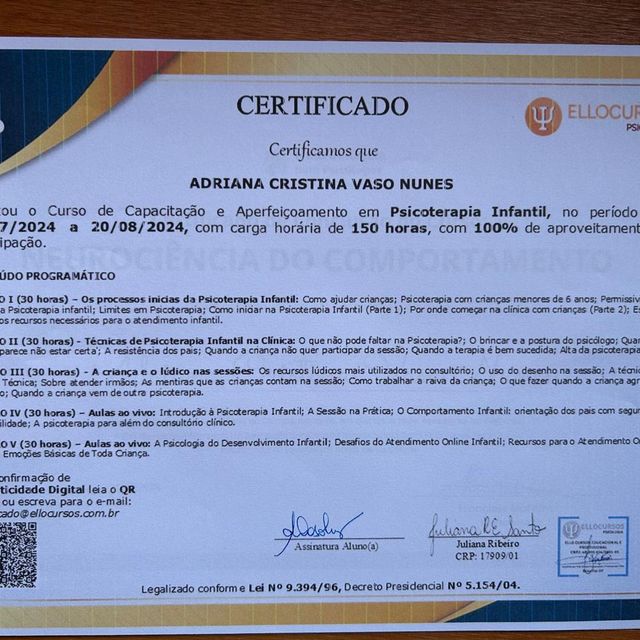 CERTIFICADO
ELLOCUR
PSI
Certificamos que
ADRIANA CRISTINA VASO NUNES
ou o Curso de Capacitação e Aperfeiçoamento em Psicoterapia Infantil, no períod
7/2024 a 20/08/2024, com carga horária de 150 horas, com 100% de aproveitament
ipação.
NEUROCIÊNCIA DO COMPORTAMENTO
ÚDO PROGRAMÁTICO
O I (30 horas) – Os processos inicias da Psicoterapia Infantil: Como ajudar crianças; Psicoterapia com crianças menores de 6 anos; Permissiv
a Psicoterapia infantil; Limites em Psicoterapia; Como iniciar na Psicoterapia Infantil (Parte 1); Por onde começar na clínica com crianças (Parte 2); Es
os recursos necessários para o atendimento infantil.
O II (30 horas) - Técnicas de Psicoterapia Infantil na Clínica: O que não pode faltar na Psicoterapia?; O brincar e a postura do psicólogo; Quan
parece não estar certa'; A resistência dos pais; Quando a criança não quer participar da sessão; Quando a terapia é bem sucedida; Alta da psicoterap
O III (30 horas) - A criança e o lúdico nas sessões: Os recursos lúdicos mais utilizados no consultório; O uso do desenho na sessão; A técni
Técnica; Sobre atender irmãos; As mentiras que as crianças contam na sessão; Como trabalhar a raiva da criança; O que fazer quando a criança agr
o; Quando a criança vem de outra psicoterapia.
O IV (30 horas) – Aulas ao vivo: Introdução à Psicoterapia Infantil; A Sessão na Prática; O Comportamento Infantil: orientação dos pais com segur
ilidade; A psicoterapia para além do consultório clínico.
O V (30 horas) – Aulas ao vivo: A Psicologia do Desenvolvimento Infantil; Desafios do Atendimento Online Infantil; Recursos para o Atendimento O
Emoções Básicas de Toda Criança.
onfirmação de
ticidade Digital leia o QR
ou escreva para o e-mail:
cado@ellocursos.com.br
Juliana R E Santo
Assinatura Aluno(a)
Juliana Ribeiro
CRP: 17909/01
ELLOCURSOS
Legalizado conforme Lei Nº 9.394/96, Decreto Presidencial Nº 5.154/04.